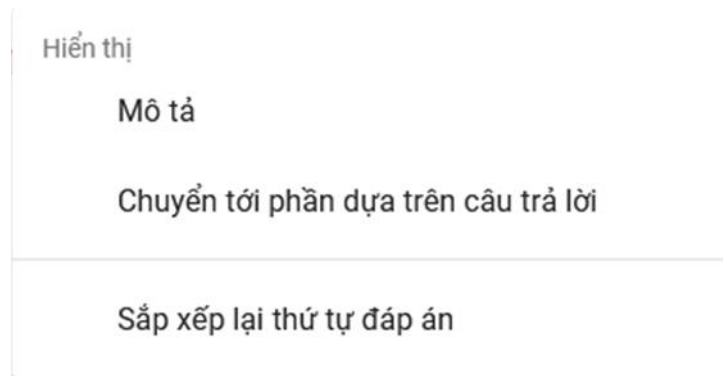 Hiển thị
Mô tả
Chuyển tới phần dựa trên câu trả lời
Sắp xếp lại thứ tự đáp án